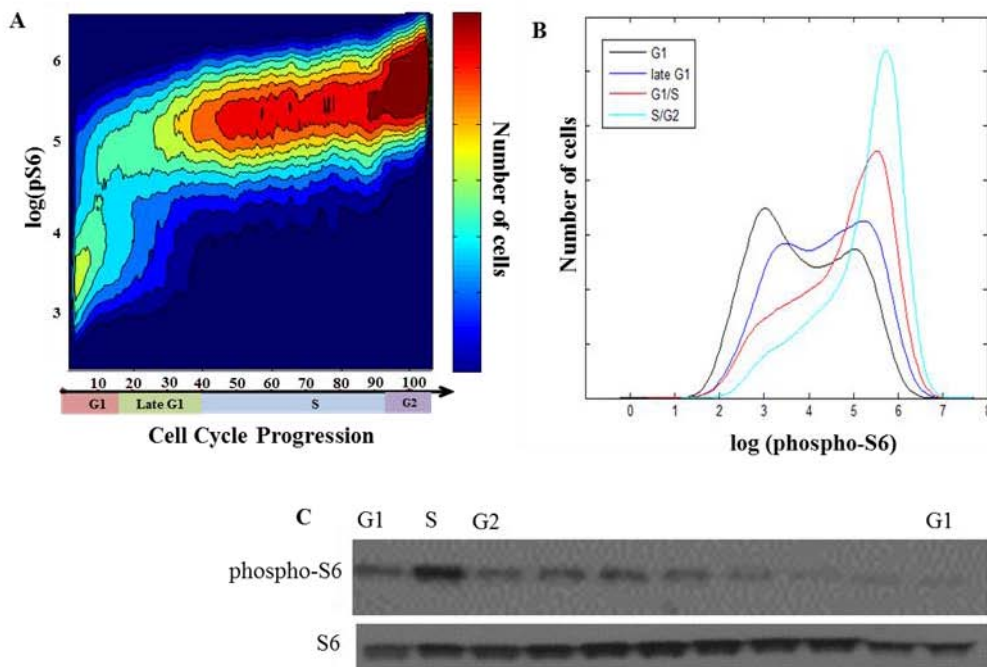 A
6
5
4
3
log(pS6)
10 20 30 40 50 60 70 80 90 100
G1 Late G1 S G2
Cell Cycle Progression
Number of cells
B
G1
late G1
G1/S
S/G2
Number of cells
0 1 2 3 4 5 6 7 8
log (phospho-S6)
C G1 S G2 G1
phospho-S6
S6